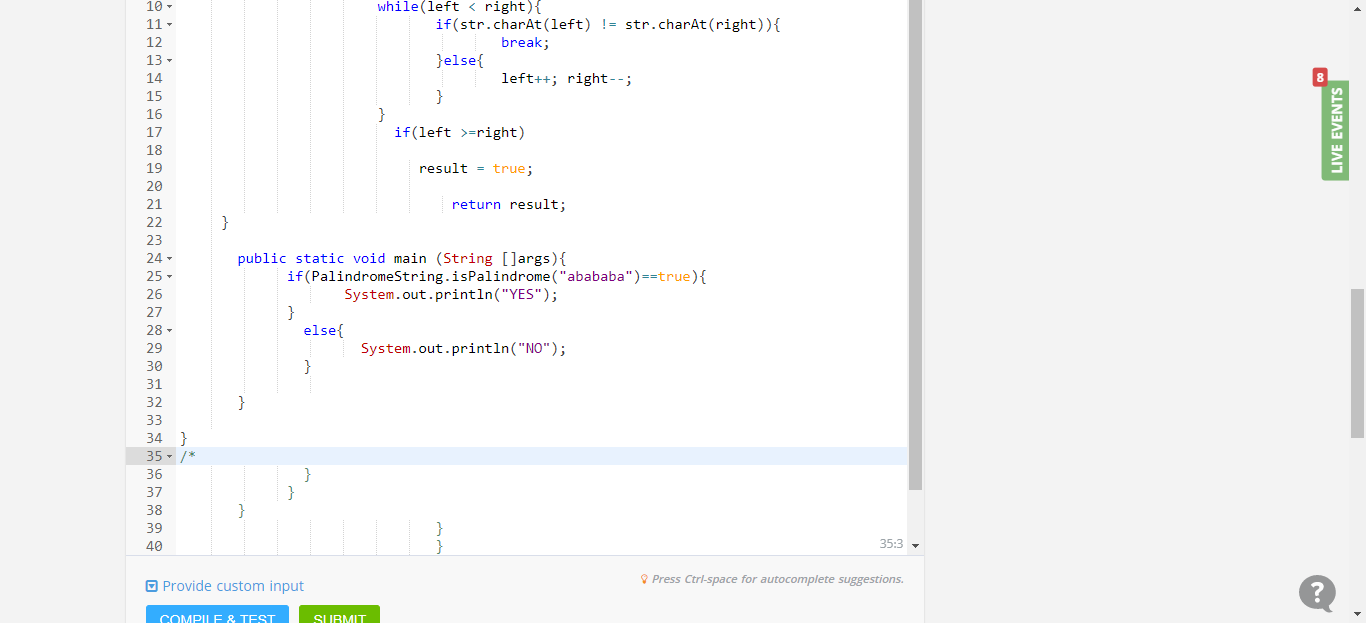 10 while(left < right){
11 if(str.charAt(left) != str.charAt(right)){
12 break;
13 }else{
14 left++; right--;
15 }
16 }
17 if(left >=right)
18
19 result = true;
20
21 return result;
22 }
23
24 public static void main (String []args){
25 if(PalindromeString.isPalindrome("abababa")==true){
26 System.out.println("YES");
27 }
28 else{
29 System.out.println("NO");
30 }
31
32 }
33
34 }
35 /*
36 }
37 }
38 }
39 }
40 }
35:3
Provide custom input
Press Ctrl-space for autocomplete suggestions.
COMPILE & TEST
SUBMIT
8
LIVE EVENTS
?